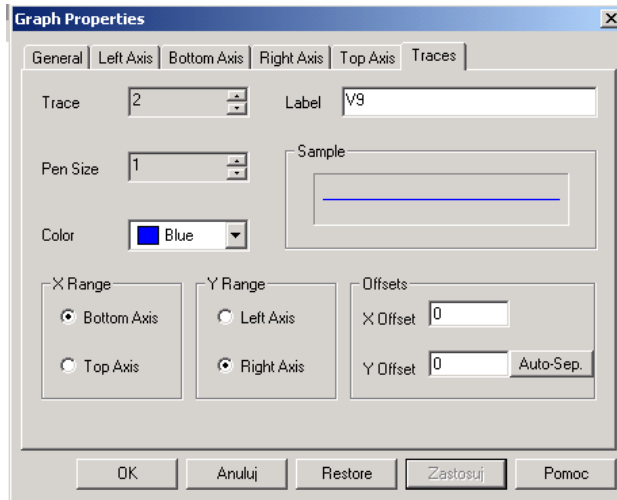 Graph Properties
General Left Axis Bottom Axis Right Axis Top Axis Traces
Trace 2 Label V9
Pen Size 1 Sample
Color Blue
X Range Y Range Offsets
Bottom Axis Left Axis X Offset 0
Top Axis Right Axis Y Offset 0 Auto-Sep.
OK Anuluj Restore Zastosuj Pomoc